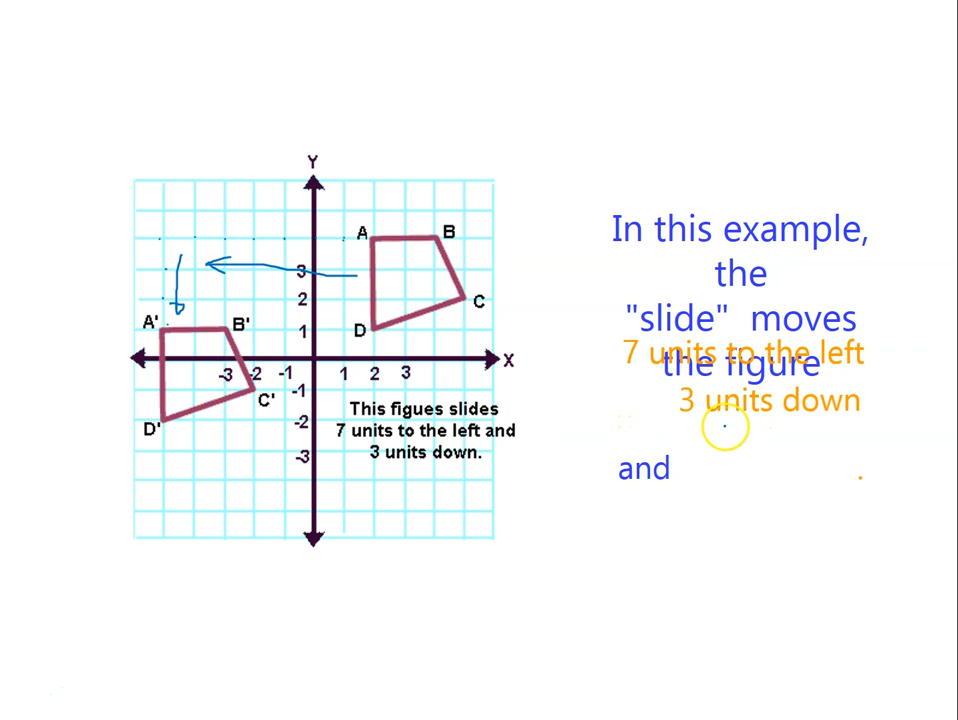 Y
A
B
3
2
C
A'
B'
1
D
X
-3
-2
-1
1
2
3
-1
C'
This figues slides
-2
7 units to the left and
D'
3 units down.
-3
In this example,
the
"slide" moves
the figure
7 units to the left
3 units down
and
.